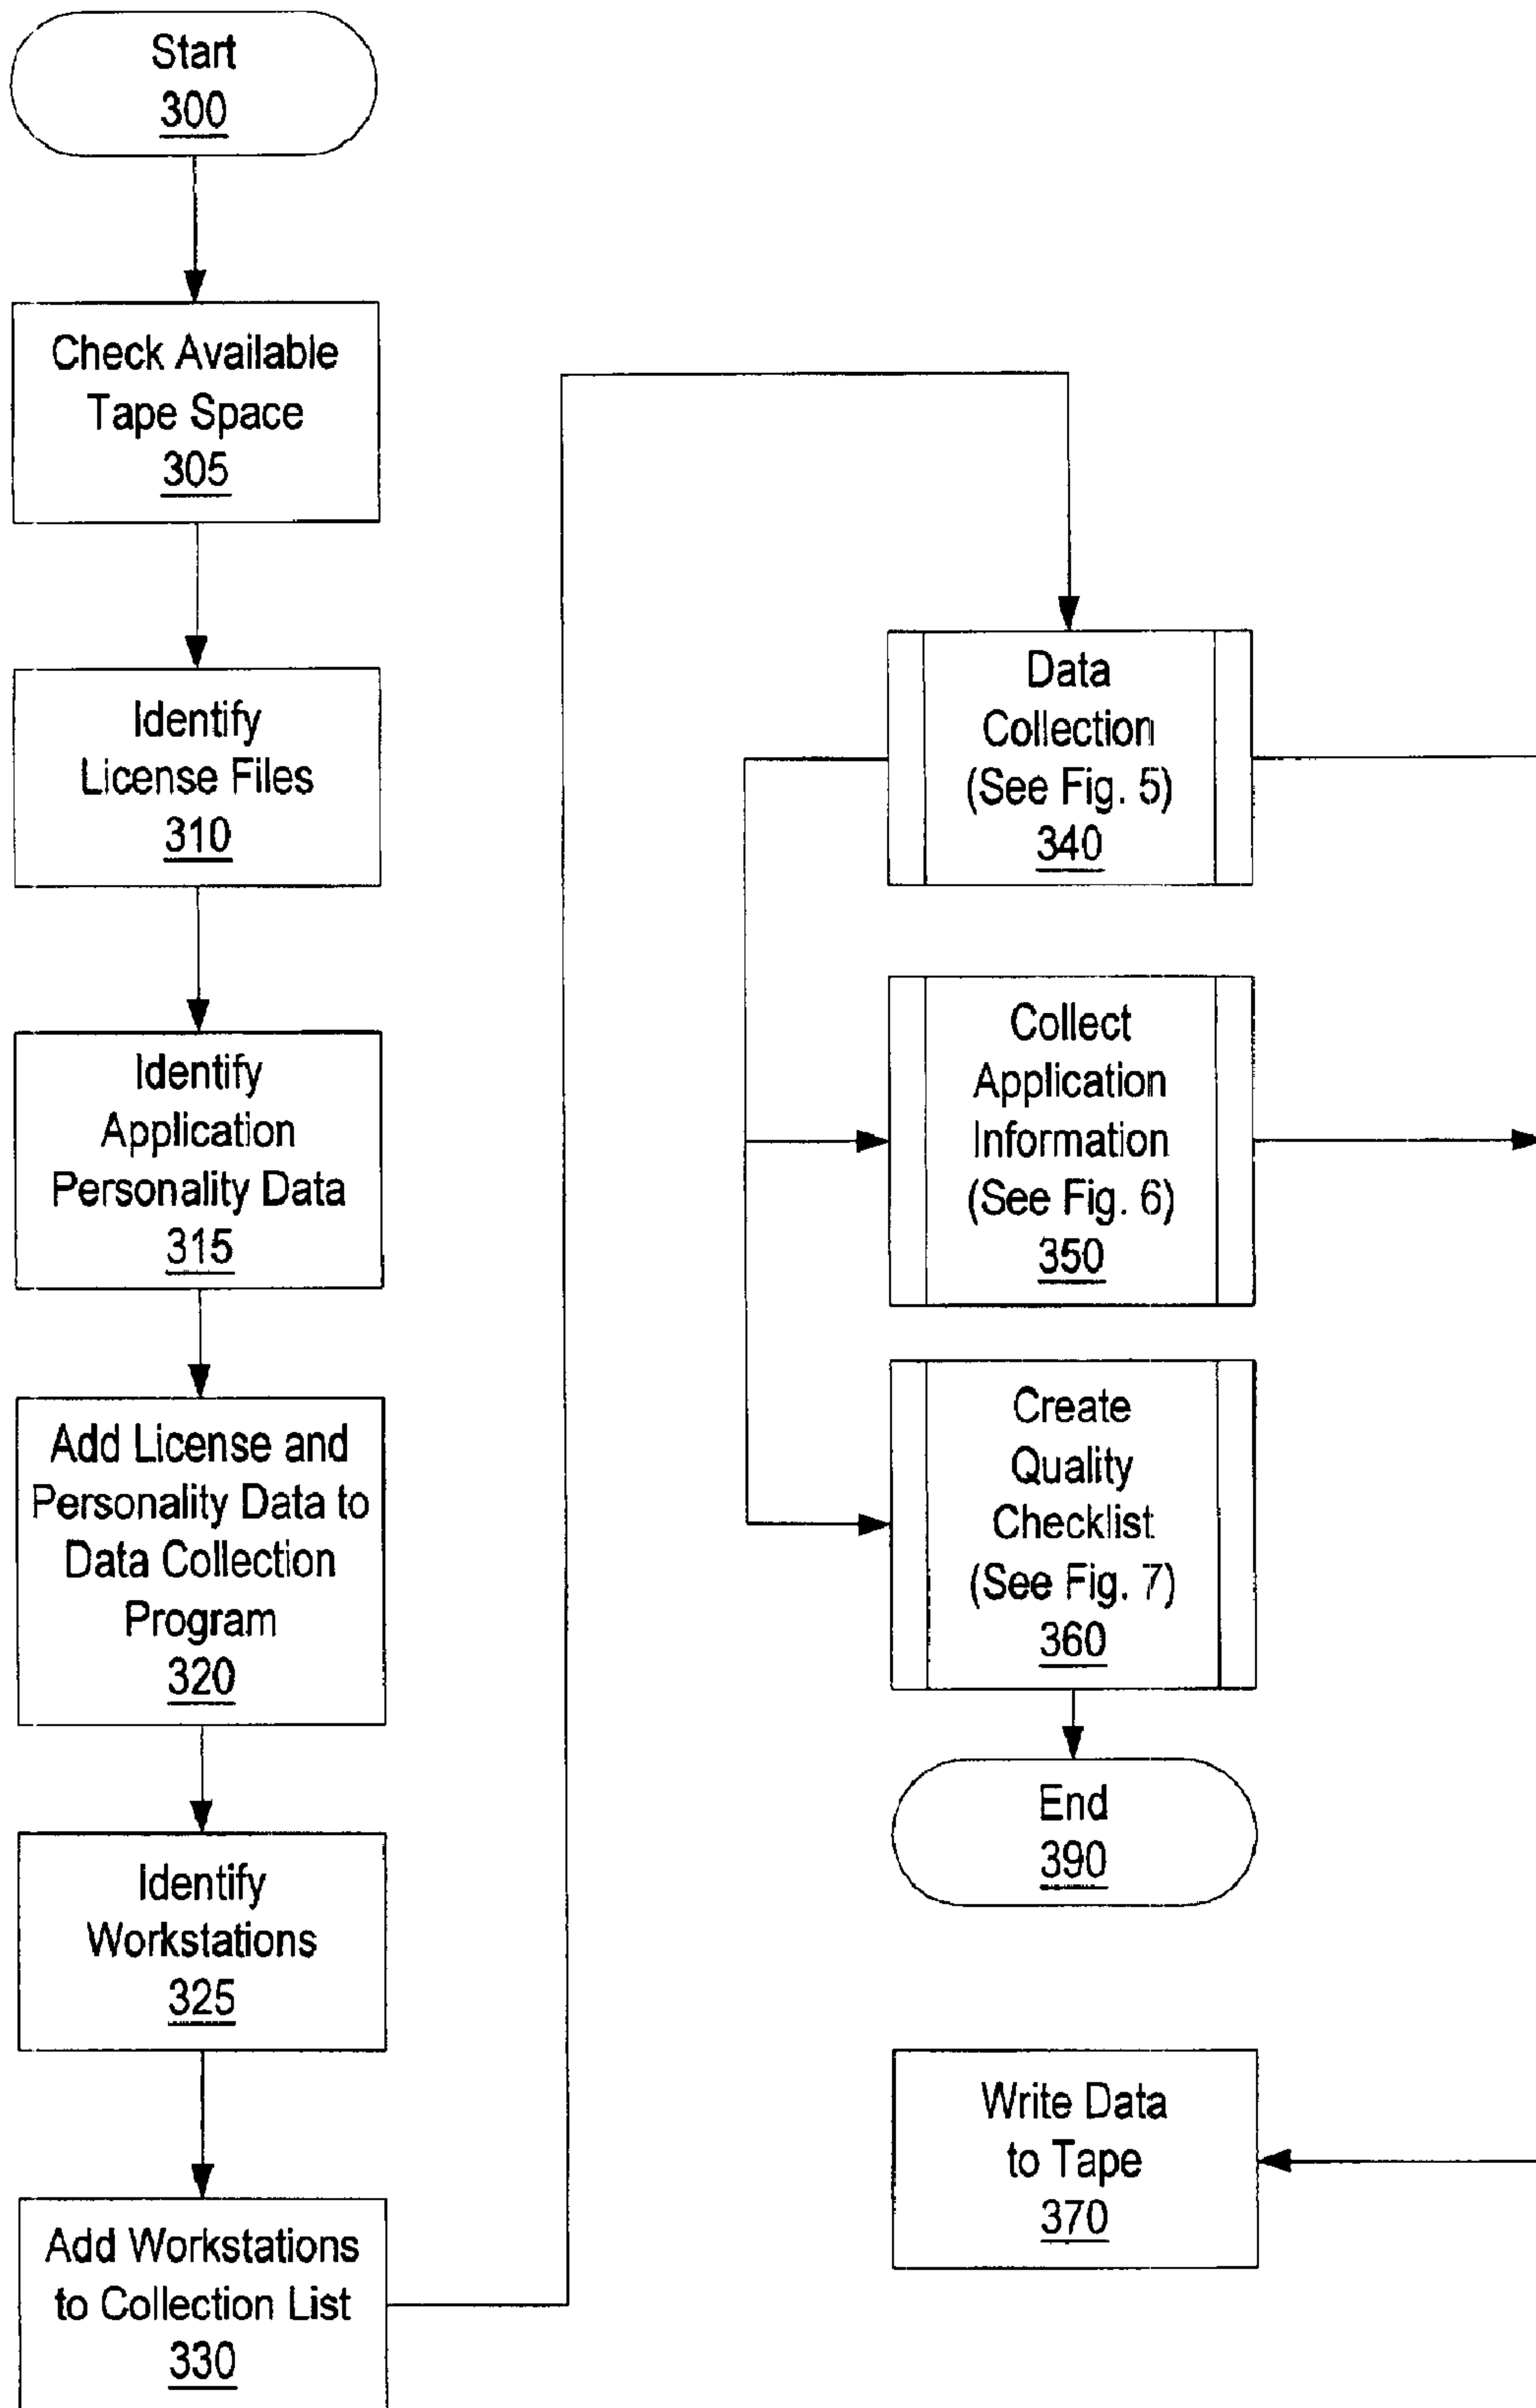 Start
300
Check Available
Tape Space
305
Identify
License Files
310
Identify
Application
Personality Data
315
Add License and
Personality Data to
Data Collection
Program
320
Identify
Workstations
325
Add Workstations
to Collection List
330
Data
Collection
(See Fig. 5)
340
Collect
Application
Information
(See Fig. 6)
350
Create
Quality
Checklist
(See Fig. 7)
360
End
390
Write Data
to Tape
370